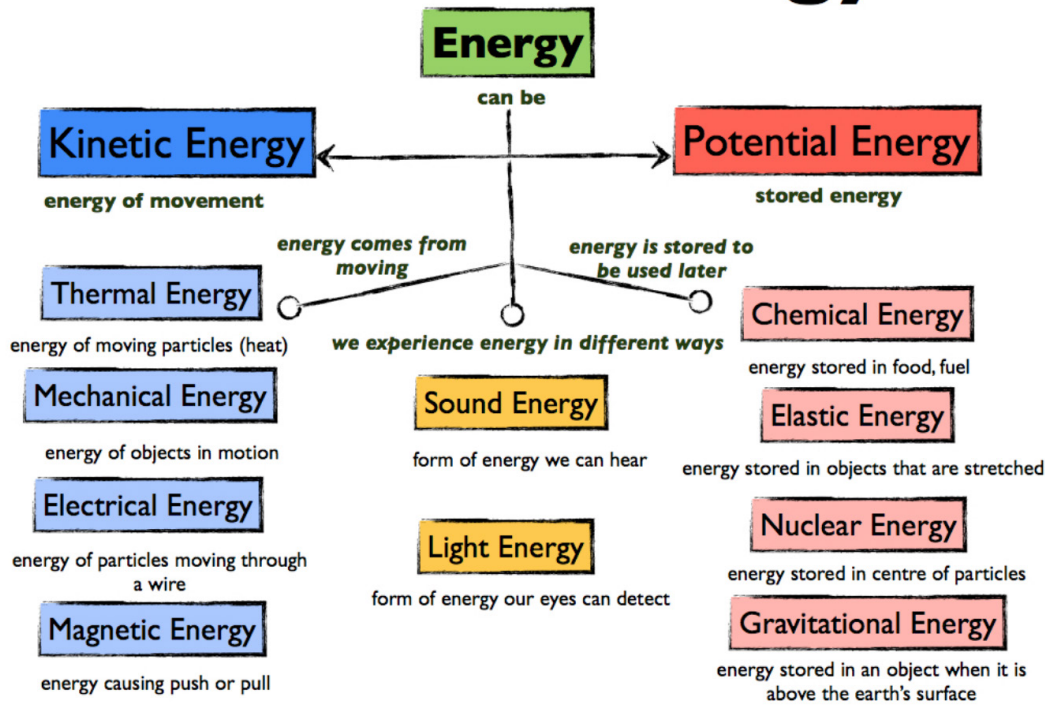 Energy
can be
Kinetic Energy
energy of movement
Potential Energy
stored energy
energy comes from
moving
energy is stored to
be used later
we experience energy in different ways
Thermal Energy
energy of moving particles (heat)
Mechanical Energy
energy of objects in motion
Electrical Energy
energy of particles moving through
a wire
Magnetic Energy
energy causing push or pull
Sound Energy
form of energy we can hear
Light Energy
form of energy our eyes can detect
Chemical Energy
energy stored in food, fuel
Elastic Energy
energy stored in objects that are stretched
Nuclear Energy
energy stored in centre of particles
Gravitational Energy
energy stored in an object when it is
above the earth's surface